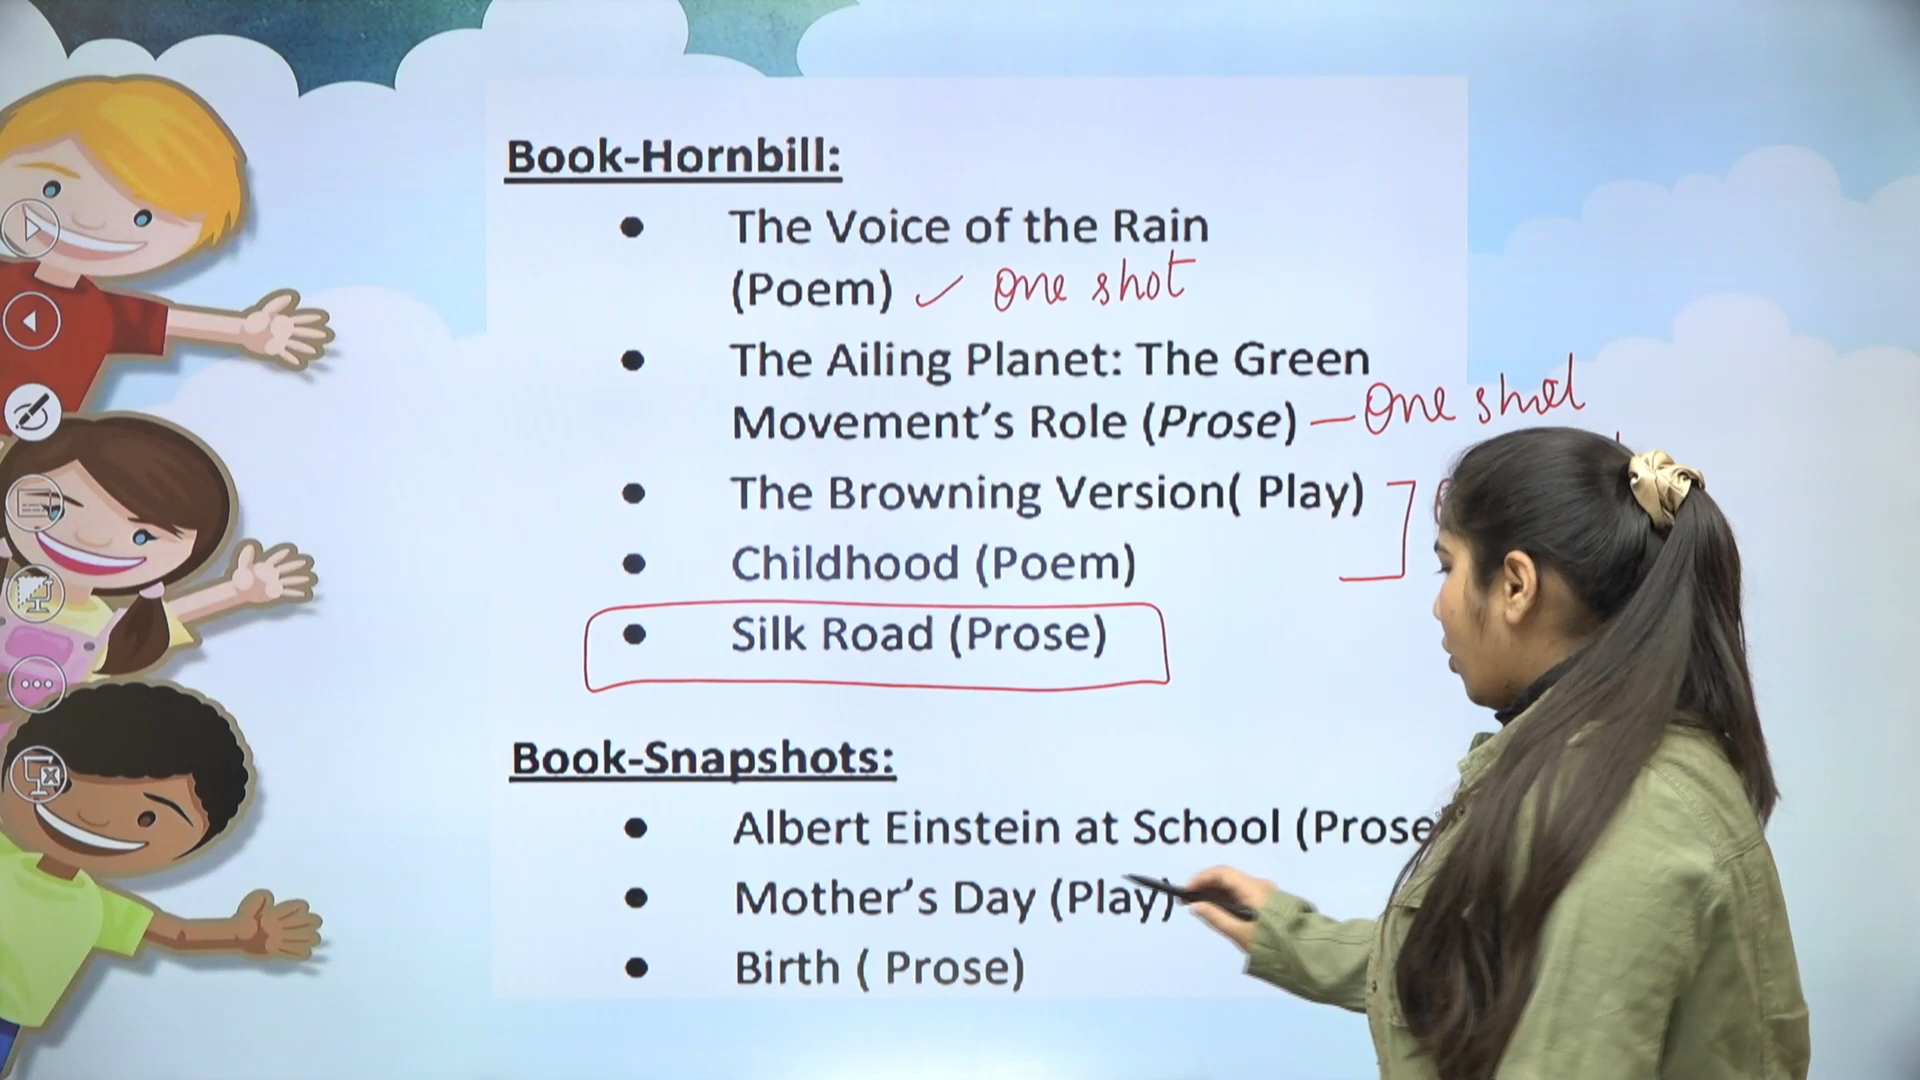 Book-Hornbill:
• The Voice of the Rain
(Poem) ✓ One shot
• The Ailing Planet: The Green
Movement’s Role (Prose) — One shot
• The Browning Version( Play)
• Childhood (Poem)
• Silk Road (Prose)
Book-Snapshots:
• Albert Einstein at School (Prose
• Mother’s Day (Play)
• Birth ( Prose)